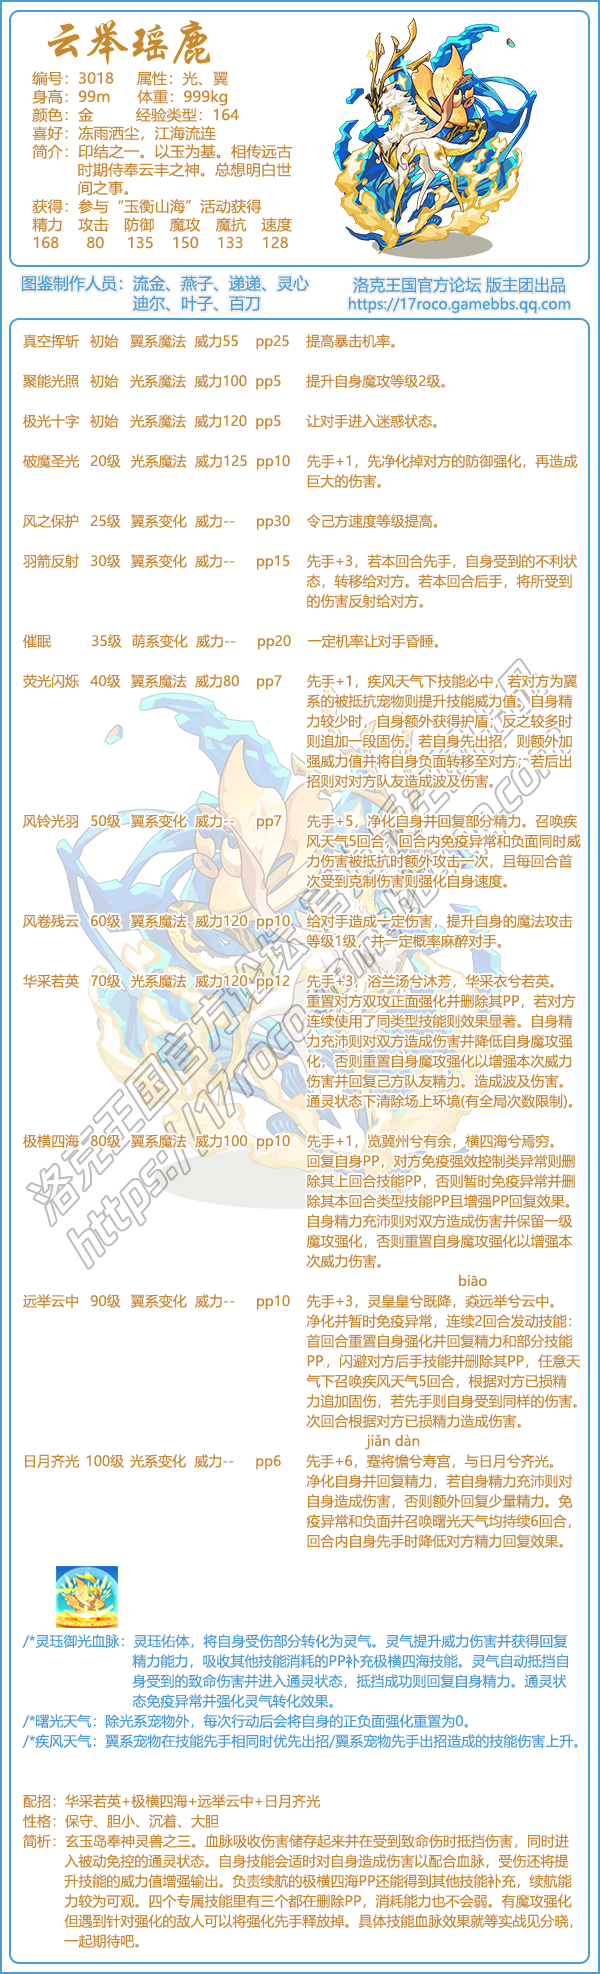 云举瑶鹿
编号：3018 属性：光、翼
身高：99m 体重：999kg
颜色：金 经验类型：164
喜好：冻雨洒尘，江海流连
简介：印结之一。以玉为基。相传远古
时期侍奉云丰之神。总想明白世
间之事。
获得：参与“玉衡山海”活动获得
精力 攻击 防御 魔攻 魔抗 速度
168 80 135 150 133 128
图鉴制作人员：流金、燕子、递递、灵心
迪尔、叶子、百刀
洛克王国官方论坛 版主团出品
https://17roco.gamebbs.qq.com
真空挥斩 初始 翼系魔法 威力55 pp25 提高暴击机率。
聚能光照 初始 光系魔法 威力100 pp5 提升自身魔攻等级2级。
极光十字 初始 光系魔法 威力120 pp5 让对手进入迷惑状态。
破魔圣光 20级 光系魔法 威力125 pp10 先手+1，先净化掉对方的防御强化，再造成
巨大的伤害。
风之保护 25级 翼系变化 威力-- pp30 令己方速度等级提高。
羽箭反射 30级 翼系变化 威力-- pp15 先手+3，若本回合先手，自身受到的不利状
态，转移给对方。若本回合后手，将所受到
的伤害反射给对方。
催眠 35级 萌系变化 威力-- pp20 一定机率让对手昏睡。
荧光闪烁 40级 翼系魔法 威力80 pp7 先手+1，疾风天气下技能必中，若对方为翼
系的被抵抗宠物则提升技能威力值。自身精
力较少时，自身额外获得护盾；反之较多时
则追加一段固伤。若自身先出招，则额外加
强威力值并将自身负面转移至对方；若后出
招则对对方队友造成波及伤害。
风铃光羽 50级 翼系变化 威力-- pp7 先手+5，净化自身并回复部分精力。召唤疾
风天气5回合，回合内免疫异常和负面同时威
力伤害被抵抗时额外攻击一次，且每回合首
次受到克制伤害则强化自身速度。
风卷残云 60级 翼系魔法 威力120 pp10 给对手造成一定伤害，提升自身的魔法攻击
等级1级，并一定概率麻醉对手。
华采若英 70级 光系魔法 威力120 pp12 先手+3，浴兰汤兮沐芳，华采衣兮若英。
重置对方双攻正面强化并删除其PP，若对方
连续使用了同类型技能则效果显著。自身精
力充沛则对双方造成伤害并降低自身魔攻强
化，否则重置自身魔攻强化以增强本次威力
伤害并回复己方队友精力。造成波及伤害。
通灵状态下清除场上环境(有全局次数限制)。
极横四海 80级 翼系魔法 威力100 pp10 先手+1，览冀州兮有余，横四海兮焉穷。
回复自身PP，对方免疫强效控制类异常则删
除其上回合技能PP，否则暂时免疫异常并删
除其本回合类型技能PP且增强PP回复效果。
自身精力充沛则对双方造成伤害并保留一级
魔攻强化，否则重置自身魔攻强化以增强本
次威力伤害。
biāo
远举云中 90级 翼系变化 威力-- pp10 先手+3，灵皇皇兮既降，猋远举兮云中。
净化并暂时免疫异常，连续2回合发动技能：
首回合重置自身强化并回复精力和部分技能
PP，闪避对方后手技能并删除其PP，任意天
气下召唤疾风天气5回合，根据对方已损精
力追加固伤，若先手则自身受到同样的伤害。
次回合根据对方已损精力造成伤害。
jiǎn dàn
日月齐光 100级 光系变化 威力-- pp6 先手+6，蹇将憺兮寿宫，与日月兮齐光。
净化自身并回复精力，若自身精力充沛则对
自身造成伤害，否则额外回复少量精力。免
疫异常和负面并召唤曙光天气均持续6回合，
回合内自身先手时降低对方精力回复效果。
/*灵珏御光血脉：灵珏佑体，将自身受伤部分转化为灵气。灵气提升威力伤害并获得回复
精力能力，吸收其他技能消耗的PP补充极横四海技能。灵气自动抵挡自
身受到的致命伤害并进入通灵状态，抵挡成功则回复自身精力。通灵状
态免疫异常并强化灵气转化效果。
/*曙光天气：除光系宠物外，每次行动后会将自身的正负面强化重置为0。
/*疾风天气：翼系宠物在技能先手相同时优先出招/翼系宠物先手出招造成的技能伤害上升。
配招：华采若英+极横四海+远举云中+日月齐光
性格：保守、胆小、沉着、大胆
简析：玄玉岛奉神灵兽之三。血脉吸收伤害储存起来并在受到致命伤时抵挡伤害，同时进
入被动免控的通灵状态。自身技能会适时对自身造成伤害以配合血脉，受伤还将提
升技能的威力值增强输出。负责续航的极横四海PP还能得到其他技能补充，续航能
力较为可观。四个专属技能里有三个都在删除PP，消耗能力也不会弱。有魔攻强化
但遇到针对强化的敌人可以将强化先手释放掉。具体技能血脉效果就等实战见分晓，
一起期待吧。
洛克王国官方论坛
https://17roco.gamebbs.qq.com